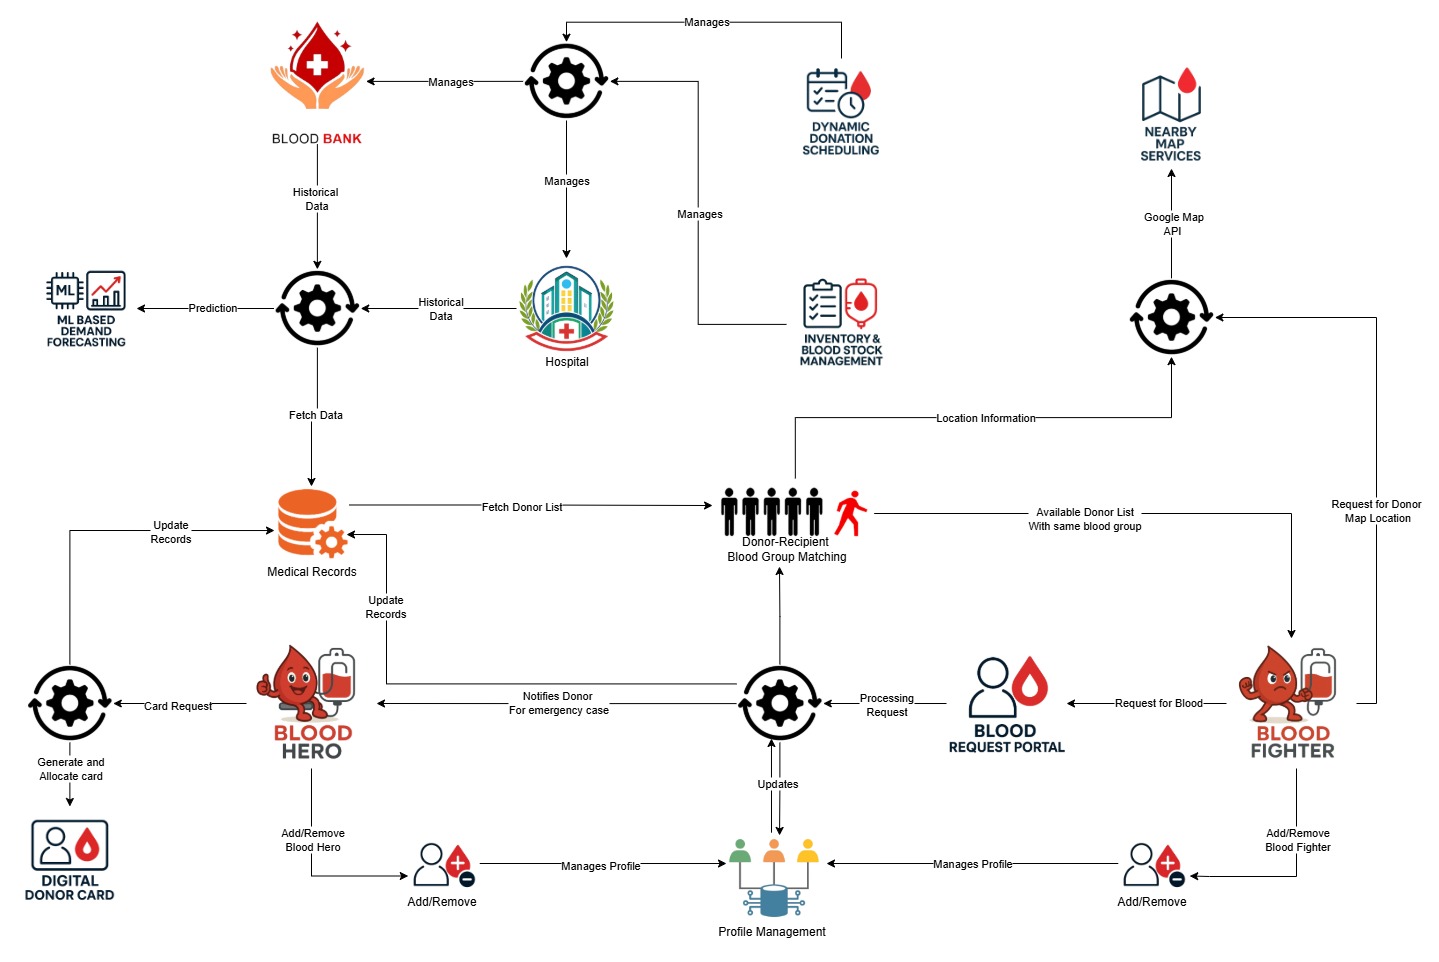 Manages
Manages
BLOOD BANK
DYNAMIC
DONATION
SCHEDULING
NEARBY
MAP
SERVICES
Manages
Historical
Data
Manages
Google Map
API
ML
ML BASED
DEMAND
FORECASTING
Prediction
Historical
Data
Hospital
INVENTORY &
BLOOD STOCK
MANAGEMENT
Fetch Data
Location Information
Fetch Donor List
Donor-Recipient
Blood Group Matching
Available Donor List
With same blood group
Request for Donor
Map Location
Update
Records
Medical Records
Update
Records
Card Request
BLOOD
HERO
Notifies Donor
For emergency case
Processing
Request
BLOOD
REQUEST PORTAL
Request for Blood
BLOOD
FIGHTER
Generate and
Allocate card
Updates
Add/Remove
Blood Hero
Add/Remove
Blood Fighter
DIGITAL
DONOR CARD
Manages Profile
Manages Profile
Add/Remove
Add/Remove
Profile Management